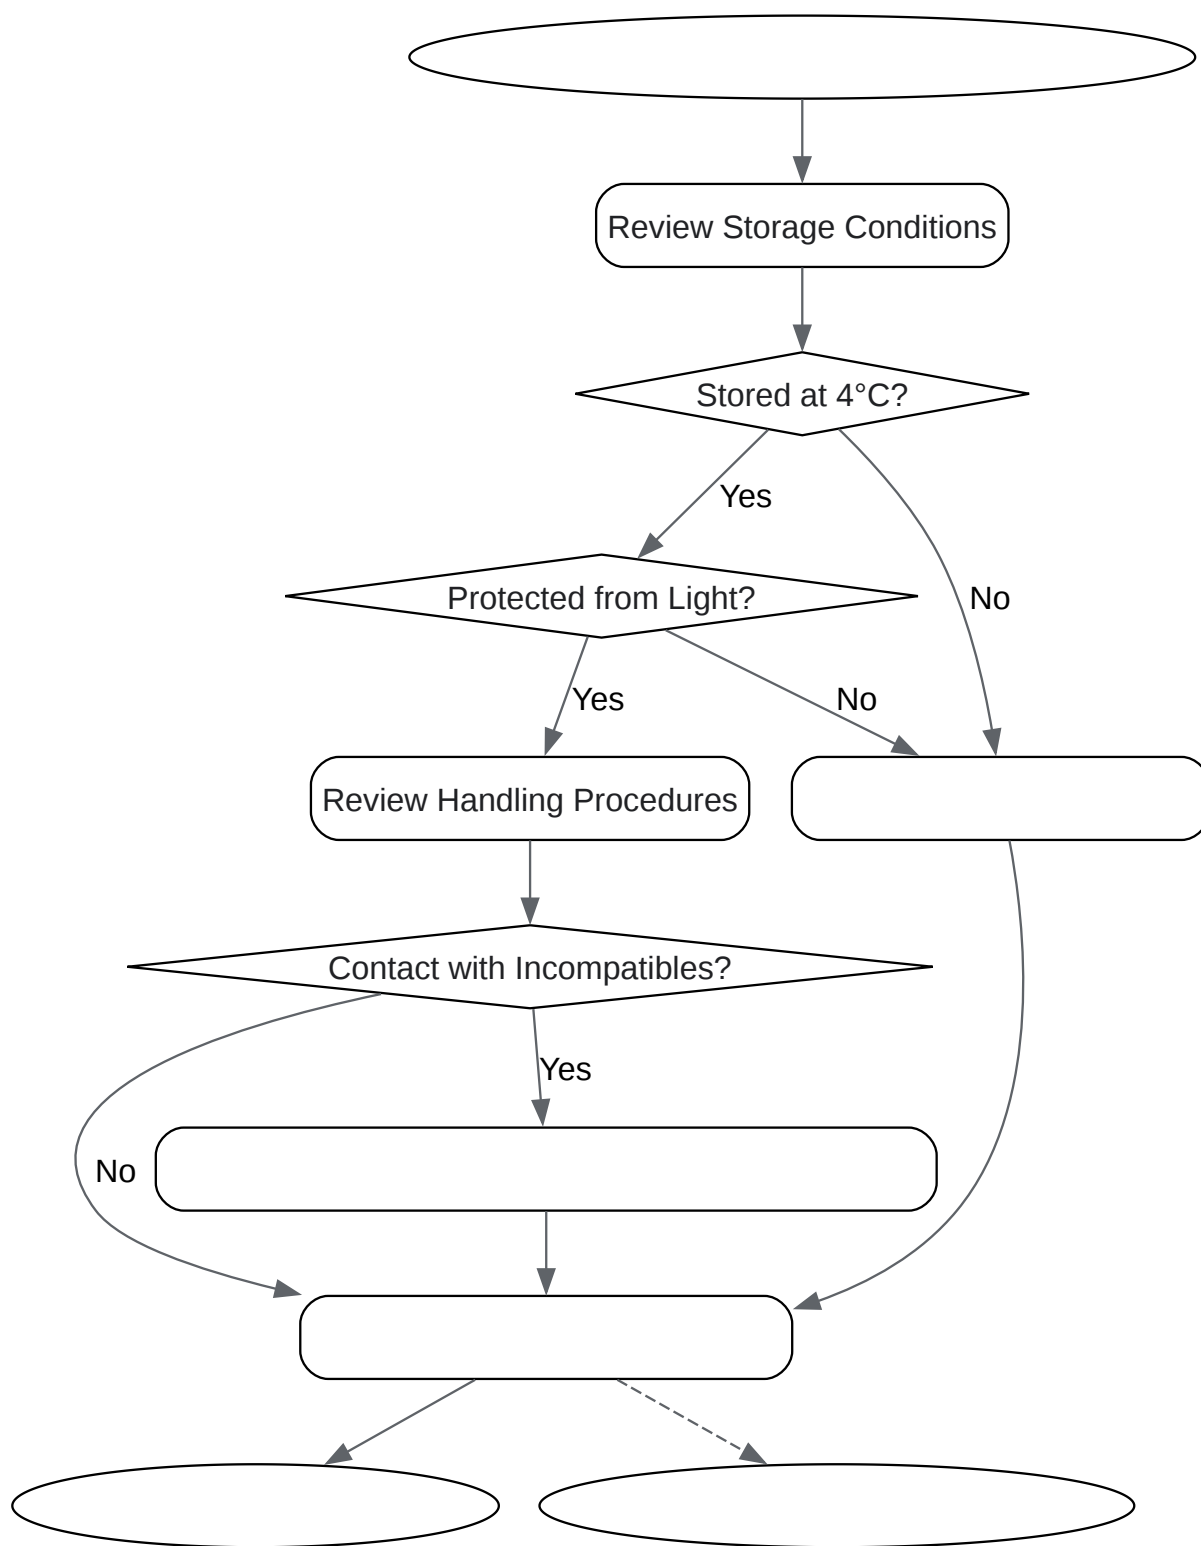 Review Storage Conditions
Stored at 4°C?
Yes
Protected from Light?
No
Yes
No
Review Handling Procedures
Contact with Incompatibles?
Yes
No